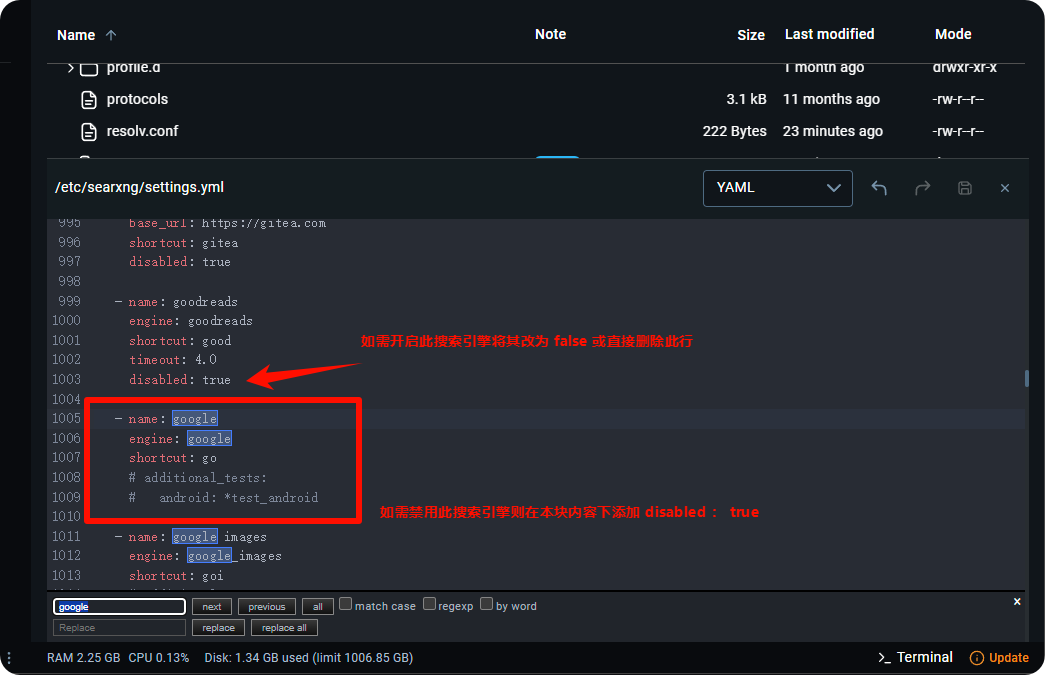 Name ↑ Note Size Last modified Mode
profile.d 1 month ago drwxr-xr-x
protocols 3.1 kB 11 months ago -rw-r--r--
resolv.conf 222 Bytes 23 minutes ago -rw-r--r--
/etc/searxng/settings.yml YAML
995 base_url: https://gitea.com
996 shortcut: gitea
997 disabled: true
998
999 - name: goodreads
1000 engine: goodreads
1001 shortcut: good
如需开启此搜索引擎将其改为 false 或直接删除此行
1002 timeout: 4.0
1003 disabled: true
1004
1005 - name: google
1006 engine: google
1007 shortcut: go
1008 # additional_tests:
1009 # android: *test_android
如需禁用此搜索引擎则在本块内容下添加 disabled : true
1010
1011 - name: google images
1012 engine: google_images
1013 shortcut: goi
google next previous all match case regexp by word ×
Replace replace replace all
RAM 2.25 GB CPU 0.13% Disk: 1.34 GB used (limit 1006.85 GB) >_ Terminal Update